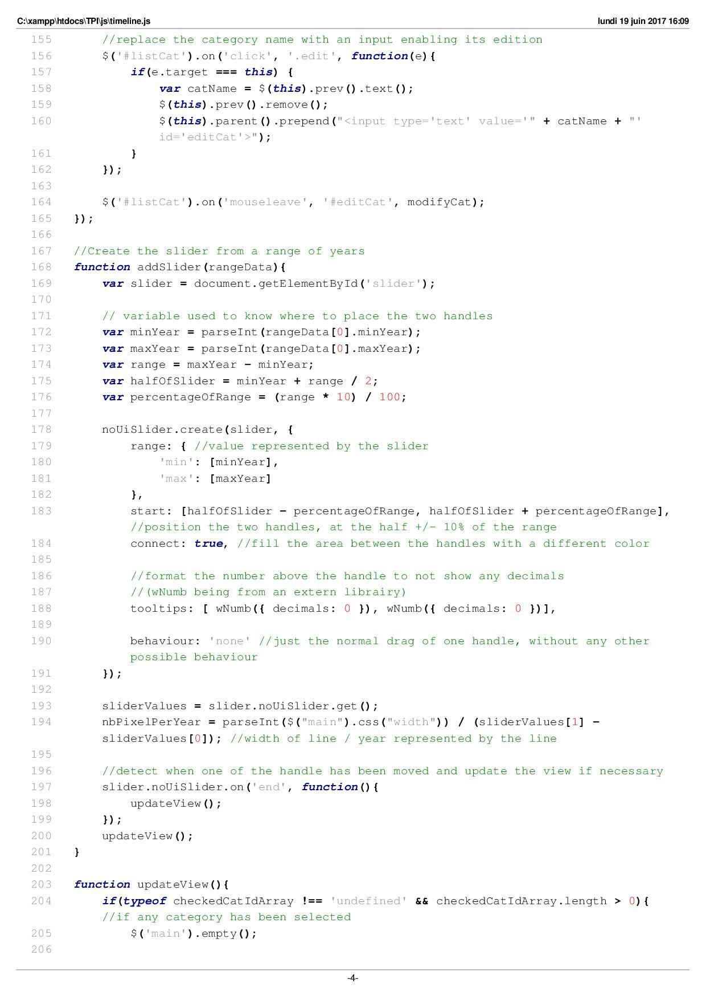 C:\xampp\htdocs\TPI\js\timeline.js lundi 19 juin 2017 16:09
155 //replace the category name with an input enabling its edition
156 $('#listCat').on('click', '.edit', function(e){
157 if(e.target === this) {
158 var catName = $(this).prev().text();
159 $(this).prev().remove();
160 $(this).parent().prepend("<input type='text' value='" + catName + "'
id='editCat'>");
161 }
162 });
163
164 $('#listCat').on('mouseleave', '#editCat', modifyCat);
165 });
166
167 //Create the slider from a range of years
168 function addSlider(rangeData){
169 var slider = document.getElementById('slider');
170
171 // variable used to know where to place the two handles
172 var minYear = parseInt(rangeData[0].minYear);
173 var maxYear = parseInt(rangeData[0].maxYear);
174 var range = maxYear - minYear;
175 var halfOfSlider = minYear + range / 2;
176 var percentageOfRange = (range * 10) / 100;
177
178 noUiSlider.create(slider, {
179 range: { //value represented by the slider
180 'min': [minYear],
181 'max': [maxYear]
182 },
183 start: [halfOfSlider - percentageOfRange, halfOfSlider + percentageOfRange],
//position the two handles, at the half +/- 10% of the range
184 connect: true, //fill the area between the handles with a different color
185
186 //format the number above the handle to not show any decimals
187 //(wNumb being from an extern librairy)
188 tooltips: [ wNumb({ decimals: 0 }), wNumb({ decimals: 0 })],
189
190 behaviour: 'none' //just the normal drag of one handle, without any other
possible behaviour
191 });
192
193 sliderValues = slider.noUiSlider.get();
194 nbPixelPerYear = parseInt($("main").css("width")) / (sliderValues[1] -
sliderValues[0]); //width of line / year represented by the line
195
196 //detect when one of the handle has been moved and update the view if necessary
197 slider.noUiSlider.on('end', function(){
198 updateView();
199 });
200 updateView();
201 }
202
203 function updateView(){
204 if(typeof checkedCatIdArray !== 'undefined' && checkedCatIdArray.length > 0){
//if any category has been selected
205 $('main').empty();
206
-4-